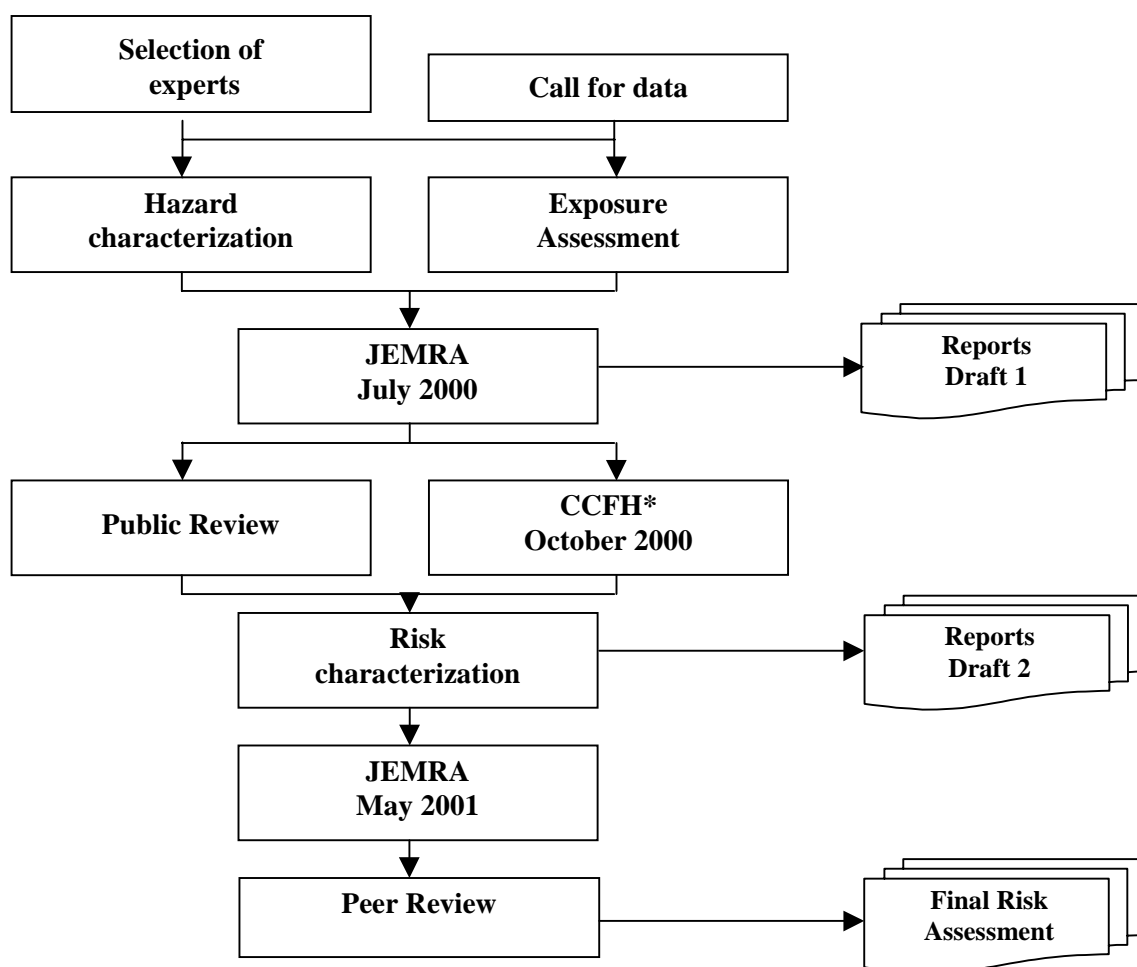 Selection of
experts
Call for data
Hazard
characterization
Exposure
Assessment
JEMRA
July 2000
Reports
Draft 1
Public Review
CCFH*
October 2000
Risk
characterization
Reports
Draft 2
JEMRA
May 2001
Peer Review
Final Risk
Assessment